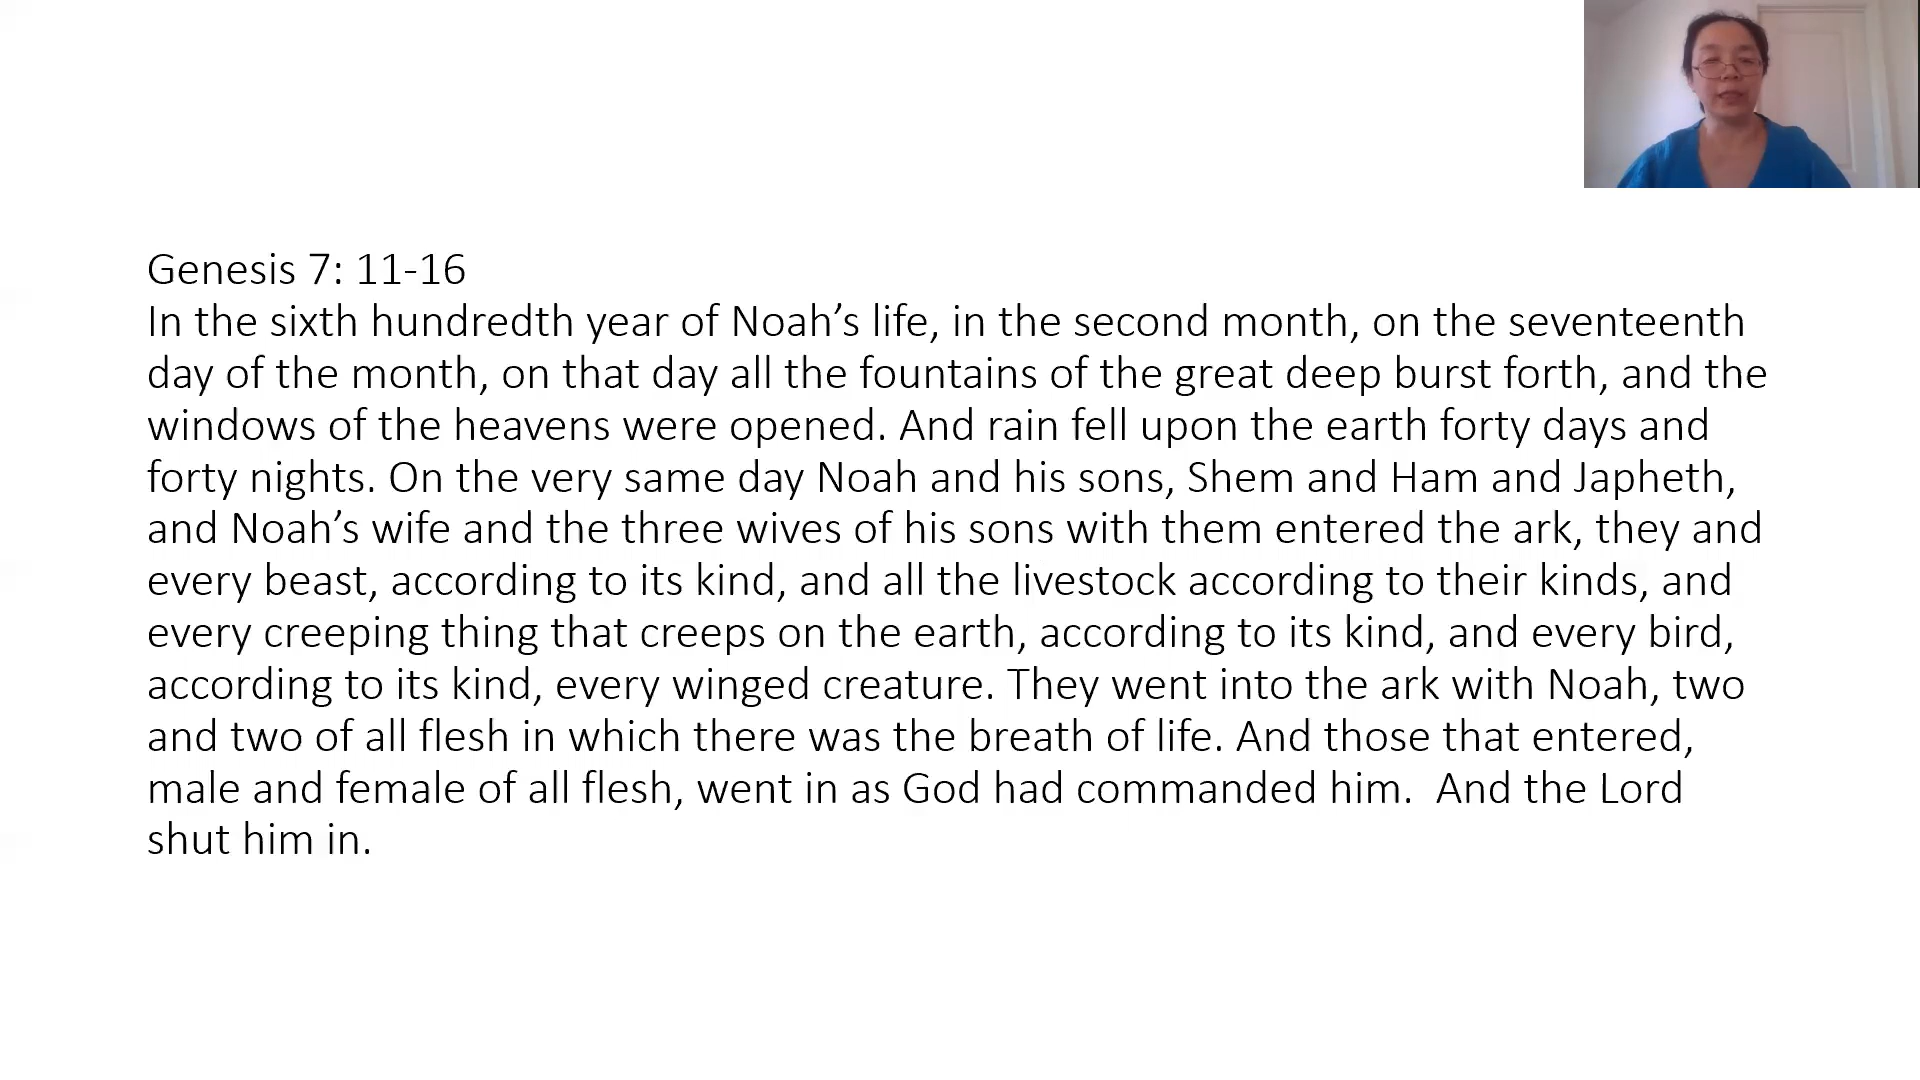 Genesis 7: 11-16
In the sixth hundredth year of Noah’s life, in the second month, on the seventeenth
day of the month, on that day all the fountains of the great deep burst forth, and the
windows of the heavens were opened. And rain fell upon the earth forty days and
forty nights. On the very same day Noah and his sons, Shem and Ham and Japheth,
and Noah’s wife and the three wives of his sons with them entered the ark, they and
every beast, according to its kind, and all the livestock according to their kinds, and
every creeping thing that creeps on the earth, according to its kind, and every bird,
according to its kind, every winged creature. They went into the ark with Noah, two
and two of all flesh in which there was the breath of life. And those that entered,
male and female of all flesh, went in as God had commanded him.  And the Lord
shut him in.